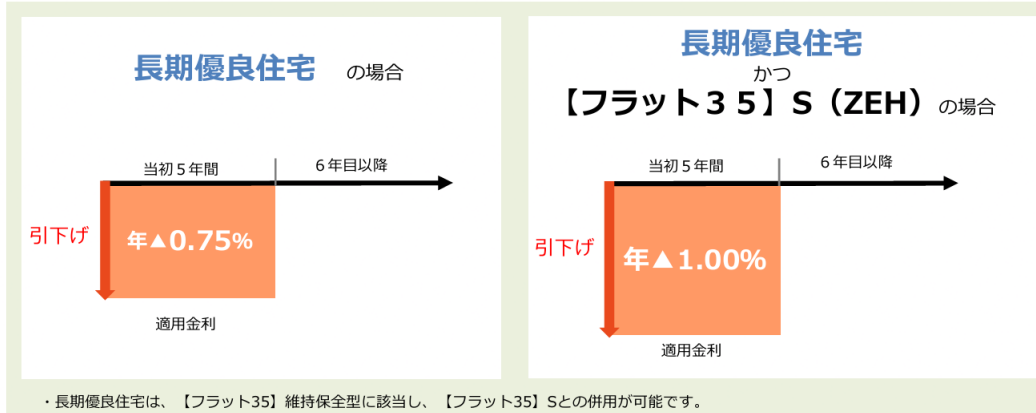 長期優良住宅 の場合
当初5年間
6年目以降
引下げ
年▲0.75%
適用金利
長期優良住宅
かつ
【フラット３５】S（ZEH）の場合
当初5年間
6年目以降
引下げ
年▲1.00%
適用金利
・長期優良住宅は、【フラット35】維持保全型に該当し、【フラット35】Sとの併用が可能です。